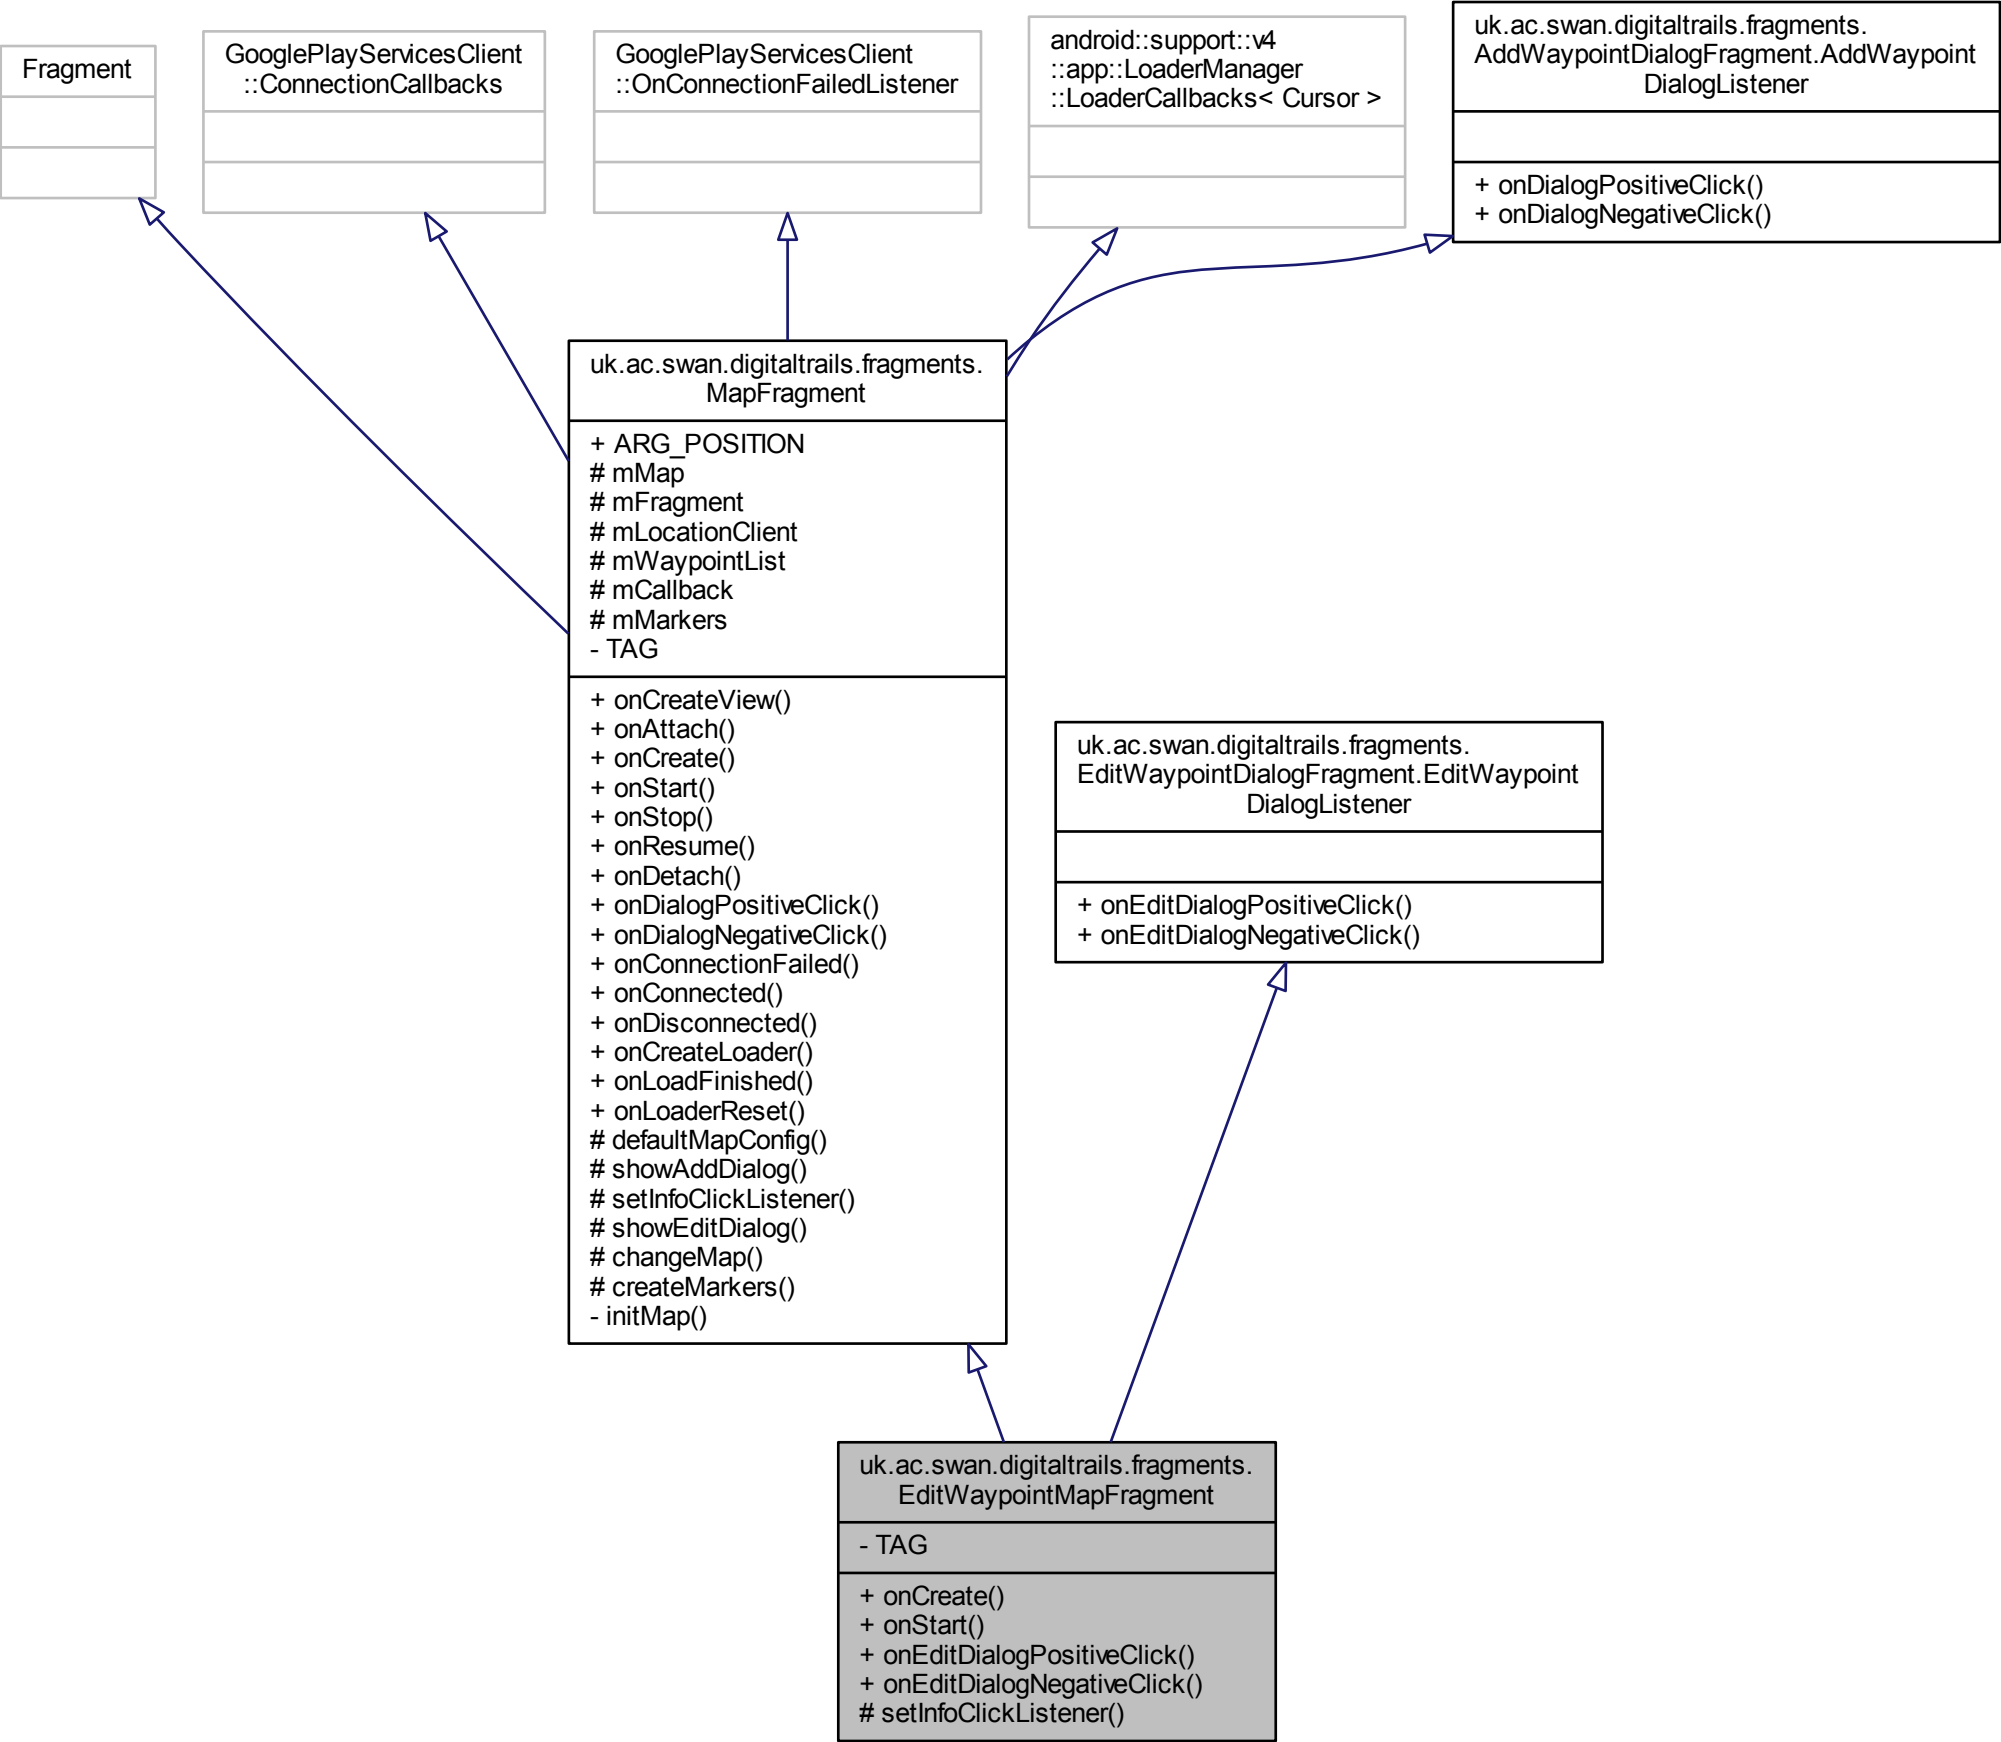 Fragment
GooglePlayServicesClient
::ConnectionCallbacks
GooglePlayServicesClient
::OnConnectionFailedListener
android::support::v4
::app::LoaderManager
::LoaderCallbacks< Cursor >
uk.ac.swan.digitaltrails.fragments.
AddWaypointDialogFragment.AddWaypoint
DialogListener
+ onDialogPositiveClick()
+ onDialogNegativeClick()
uk.ac.swan.digitaltrails.fragments.
MapFragment
+ ARG_POSITION
# mMap
# mFragment
# mLocationClient
# mWaypointList
# mCallback
# mMarkers
- TAG
+ onCreateView()
+ onAttach()
+ onCreate()
+ onStart()
+ onStop()
+ onResume()
+ onDetach()
+ onDialogPositiveClick()
+ onDialogNegativeClick()
+ onConnectionFailed()
+ onConnected()
+ onDisconnected()
+ onCreateLoader()
+ onLoadFinished()
+ onLoaderReset()
# defaultMapConfig()
# showAddDialog()
# setInfoClickListener()
# showEditDialog()
# changeMap()
# createMarkers()
- initMap()
uk.ac.swan.digitaltrails.fragments.
EditWaypointDialogFragment.EditWaypoint
DialogListener
+ onEditDialogPositiveClick()
+ onEditDialogNegativeClick()
uk.ac.swan.digitaltrails.fragments.
EditWaypointMapFragment
- TAG
+ onCreate()
+ onStart()
+ onEditDialogPositiveClick()
+ onEditDialogNegativeClick()
# setInfoClickListener()